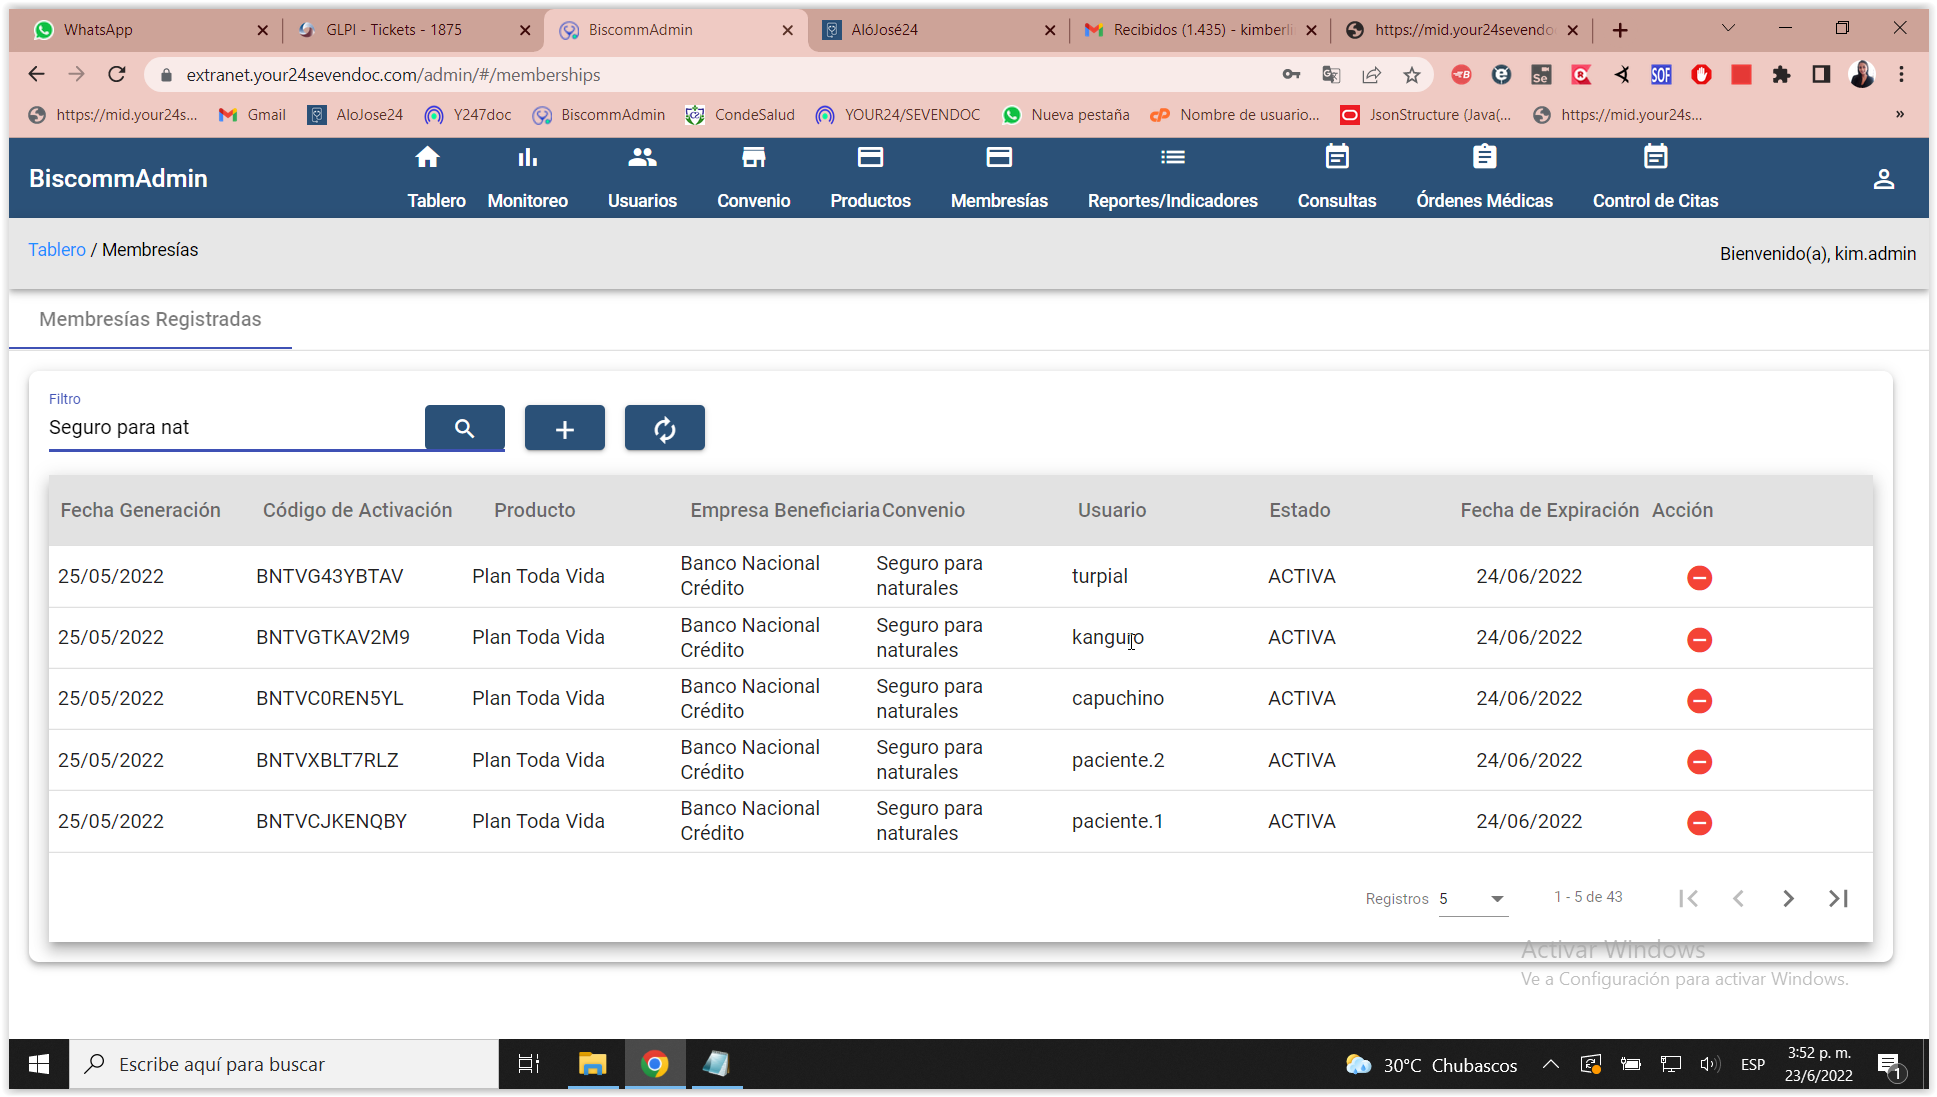 WhatsApp
GLPI - Tickets - 1875
BiscommAdmin
AlóJosé24
Recibidos (1.435) - kimberli
https://mid.your24sevendo
extranet.your24sevendoc.com/admin/#/memberships
https://mid.your24s...
Gmail
AloJose24
Y247doc
BiscommAdmin
CondeSalud
YOUR24/SEVENDOC
Nueva pestaña
Nombre de usuario...
JsonStructure (Java(...
https://mid.your24s...
»
BiscommAdmin
Tablero
Monitoreo
Usuarios
Convenio
Productos
Membresías
Reportes/Indicadores
Consultas
Órdenes Médicas
Control de Citas
Tablero / Membresías
Bienvenido(a), kim.admin
Membresías Registradas
Filtro
Seguro para nat
Fecha Generación Código de Activación Producto Empresa Beneficiaria Convenio Usuario Estado Fecha de Expiración Acción
25/05/2022 BNTVG43YBTAV Plan Toda Vida Banco Nacional Crédito Seguro para naturales turpial ACTIVA 24/06/2022
25/05/2022 BNTVGTKAV2M9 Plan Toda Vida Banco Nacional Crédito Seguro para naturales kanguro ACTIVA 24/06/2022
25/05/2022 BNTVC0REN5YL Plan Toda Vida Banco Nacional Crédito Seguro para naturales capuchino ACTIVA 24/06/2022
25/05/2022 BNTVXBLT7RLZ Plan Toda Vida Banco Nacional Crédito Seguro para naturales paciente.2 ACTIVA 24/06/2022
25/05/2022 BNTVCJKENQBY Plan Toda Vida Banco Nacional Crédito Seguro para naturales paciente.1 ACTIVA 24/06/2022
Registros 5 1 - 5 de 43
Activar Windows
Ve a Configuración para activar Windows.
Escribe aquí para buscar
30°C Chubascos
ESP
3:52 p. m.
23/6/2022
1